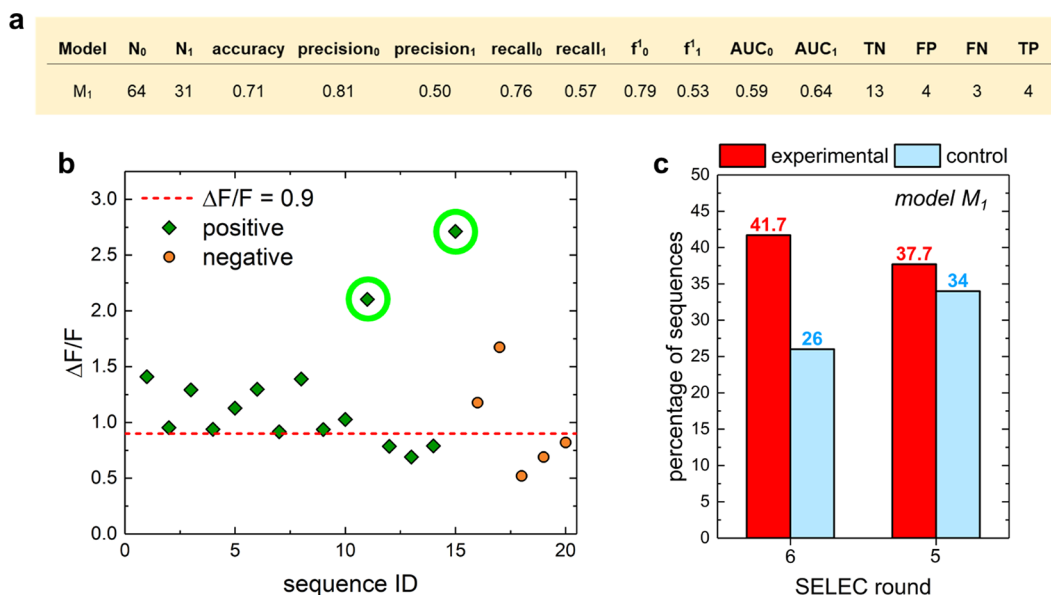 a
Model N₀ N₁ accuracy precision₀ precision₁ recall₀ recall₁ f¹₀ f¹₁ AUC₀ AUC₁ TN FP FN TP
M₁ 64 31 0.71 0.81 0.50 0.76 0.57 0.79 0.53 0.59 0.64 13 4 3 4
b
ΔF/F = 0.9
positive
negative
ΔF/F
3.0
2.5
2.0
1.5
1.0
0.5
0.0
0 5 10 15 20
sequence ID
c
experimental control
model M₁
percentage of sequences
50
45
40
35
30
25
20
15
10
5
0
41.7
26
37.7
34
6 5
SELEC round